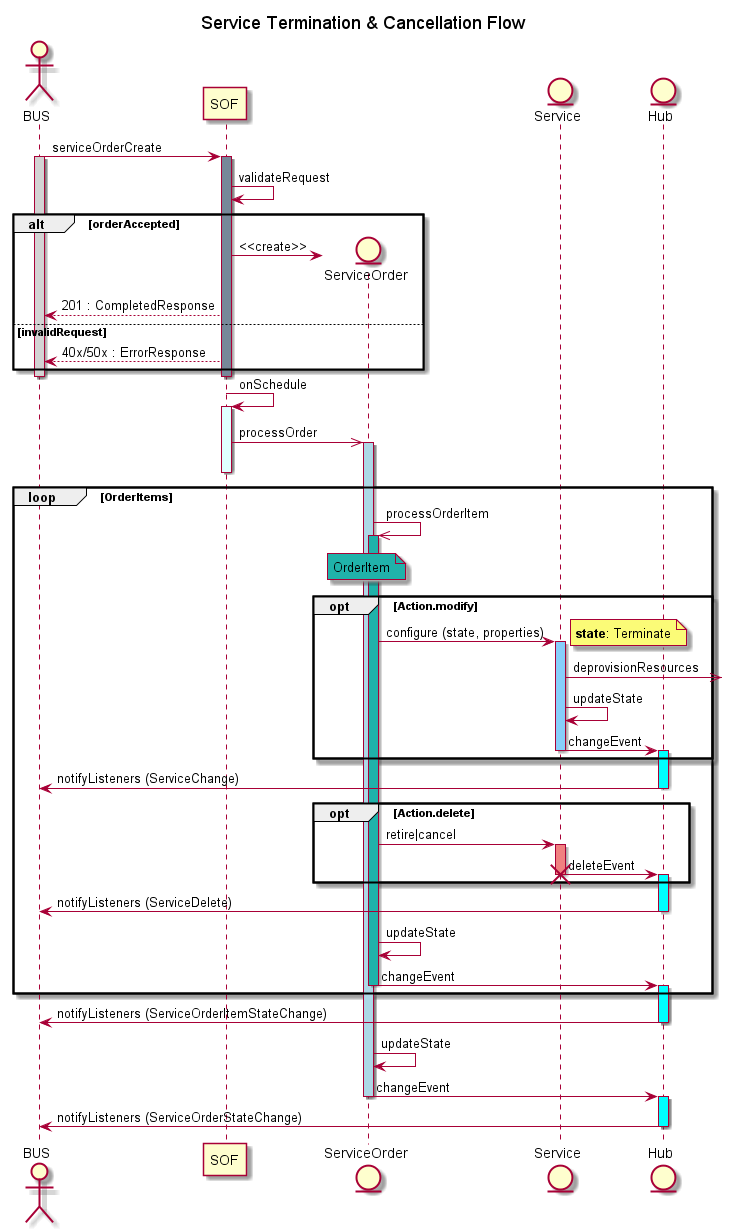 Service Termination & Cancellation Flow
BUS
SOF
Service
Hub
serviceOrderCreate
validateRequest
alt
[orderAccepted]
<<create>>
ServiceOrder
201 : CompletedResponse
[invalidRequest]
40x/50x : ErrorResponse
onSchedule
processOrder
loop
[OrderItems]
processOrderItem
OrderItem
opt
[Action.modify]
configure (state, properties)
state: Terminate
deprovisionResources
updateState
changeEvent
notifyListeners (ServiceChange)
opt
[Action.delete]
retire|cancel
deleteEvent
notifyListeners (ServiceDelete)
updateState
changeEvent
notifyListeners (ServiceOrderItemStateChange)
updateState
changeEvent
notifyListeners (ServiceOrderStateChange)
BUS
SOF
ServiceOrder
Service
Hub